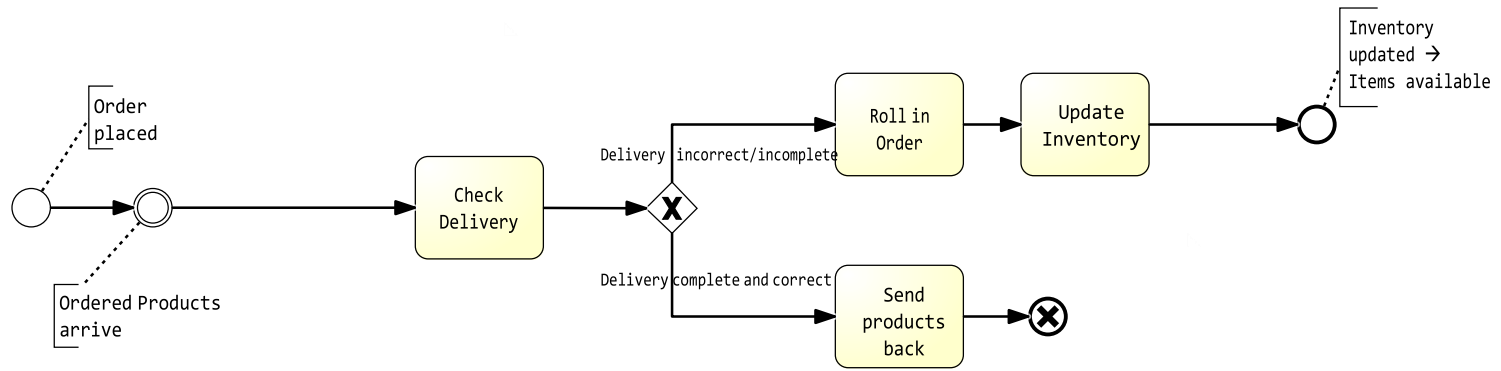 Order
placed
Ordered Products
arrive
Check
Delivery
Delivery incorrect/incomplete
Delivery complete and correct
Roll in
Order
Update
Inventory
Send
products
back
Inventory
updated →
Items available